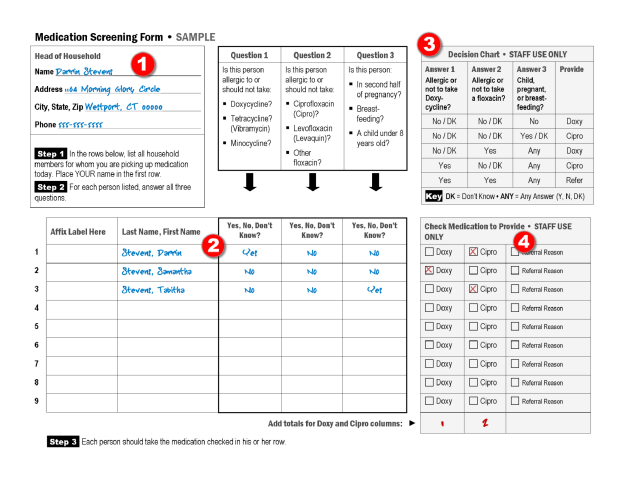 Medication Screening Form • SAMPLE
Head of Household
Name Darrin Stevens
Address 1164 Morning Glory Circle
City, State, Zip Westport, CT 00000
Phone 555-555-5555
1
Step 1 In the rows below, list all household
members for whom you are picking up medication
today. Place YOUR name in the first row.
Step 2 For each person listed, answer all three
questions.
Question 1
Is this person
allergic to or
should not take:
▪ Doxycycline?
▪ Tetracycline?
(Vibramycin)
▪ Minocycline?
Question 2
Is this person
allergic to or
should not take:
▪ Ciprofloxacin
(Cipro)?
▪ Levofloxacin
(Levaquin)?
▪ Other
floxacin?
Question 3
Is this person:
▪ In second half
of pregnancy?
▪ Breast-
feeding?
▪ A child under 8
years old?
3
Decision Chart • STAFF USE ONLY
Answer 1 Allergic or not to take Doxy-cycline?
Answer 2 Allergic or not to take a floxacin?
Answer 3 Child, pregnant, or breast-feeding?
Provide
No / DK No / DK No Doxy
No / DK No / DK Yes / DK Cipro
No / DK Yes Any Doxy
Yes No / DK Any Cipro
Yes Yes Any Refer
Key DK = Don't Know • ANY = Any Answer (Y, N, DK)
Affix Label Here Last Name, First Name
2
Yes, No, Don't Know? Yes, No, Don't Know? Yes, No, Don't Know?
Check Medication to Provide • STAFF USE
ONLY
4
1 Stevens, Darrin Yes No No Doxy Cipro Referral Reason
2 Stevens, Samantha No No No Doxy Cipro Referral Reason
3 Stevens, Tabitha No No Yes Doxy Cipro Referral Reason
4 Doxy Cipro Referral Reason
5 Doxy Cipro Referral Reason
6 Doxy Cipro Referral Reason
7 Doxy Cipro Referral Reason
8 Doxy Cipro Referral Reason
9 Doxy Cipro Referral Reason
Add totals for Doxy and Cipro columns: ► 1 2
Step 3 Each person should take the medication checked in his or her row.